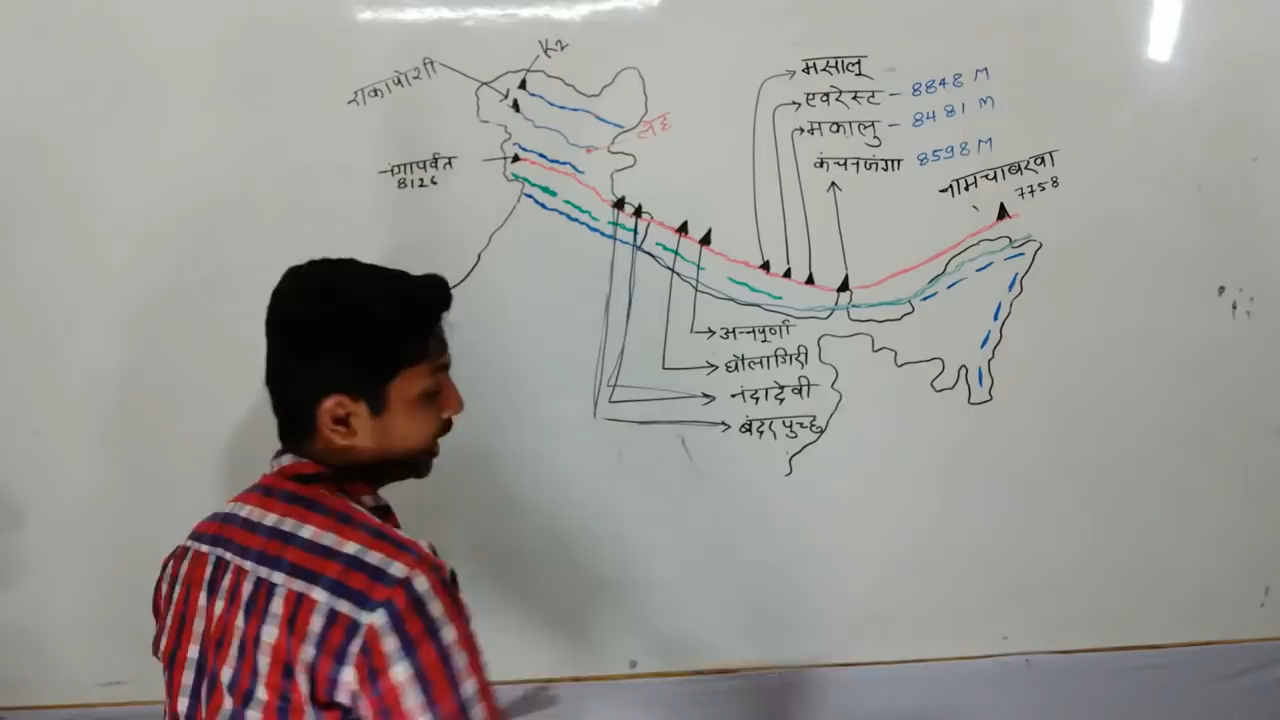 K2
राकापोशी
लेह
नंगापर्वत
8126
मसालू
एवरेस्ट - 8848 M
मकालु - 8481 M
कंचनजंगा 8598 M
नामचाबरवा
7758
अन्नपूर्णा
धौलागिरी
नंदादेवी
बंदरपुच्छ